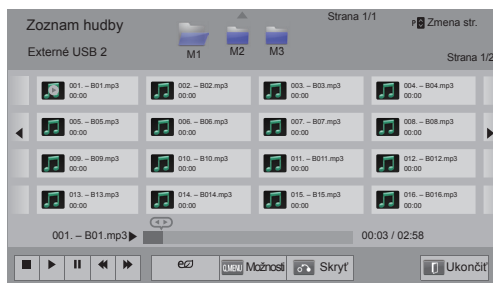 Zoznam hudby
Strana 1/1
P Zmena str.
Externé USB 2
M1 M2 M3
Strana 1/2
001. – B01.mp3 002. – B02.mp3 003. – B03.mp3 004. – B04.mp3
00:00 00:00 00:00 00:00
005. – B05.mp3 006. – B06.mp3 007. – B07.mp3 008. – B08.mp3
00:00 00:00 00:00 00:00
009. – B09.mp3 010. – B10.mp3 011. – B011.mp3 012. – B012.mp3
00:00 00:00 00:00 00:00
013. – B13.mp3 014. – B014.mp3 015. – B15.mp3 016. – B016.mp3
00:00 00:00 00:00 00:00
001. – B01.mp3 00:03 / 02:58
Q.MENU Možnosti Skryť Ukončiť